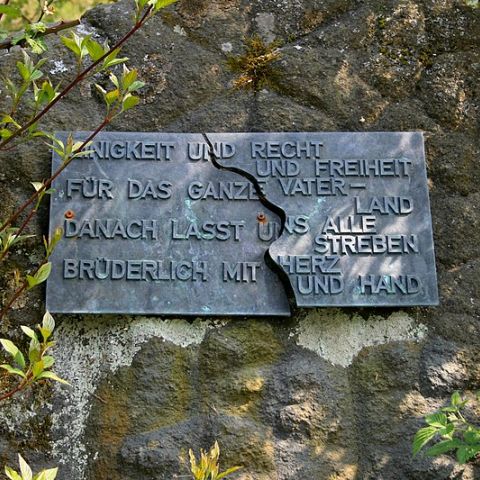 EINIGKEIT UND RECHT
UND FREIHEIT
FÜR DAS GANZE VATER–
LAND
DANACH LASST UNS ALLE
STREBEN
BRÜDERLICH MIT HERZ
UND HAND